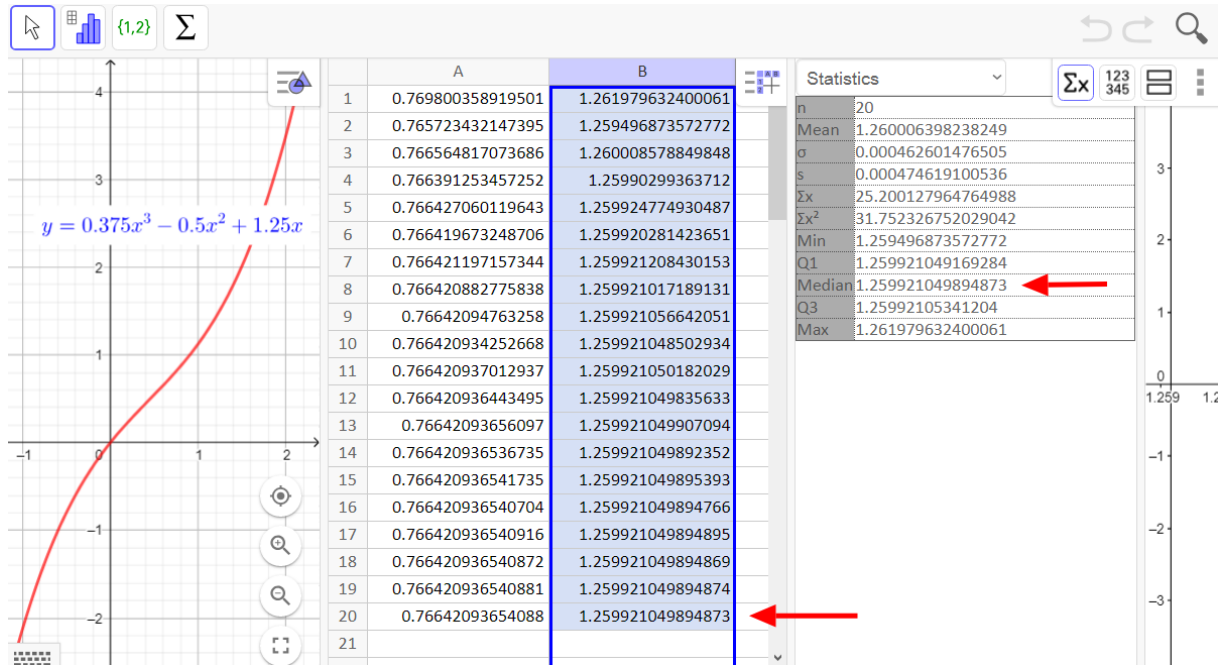 {1,2}
Σ
4
3
y = 0.375x³ − 0.5x² + 1.25x
2
1
−1 0 1 2
−1
−2
A B
1 0.769800358919501 1.261979632400061
2 0.765723432147395 1.259496873572772
3 0.766564817073686 1.260008578849848
4 0.766391253457252 1.25990299363712
5 0.766427060119643 1.259924774930487
6 0.766419673248706 1.259920281423651
7 0.766421197157344 1.259921208430153
8 0.766420882775838 1.259921017189131
9 0.76642094763258 1.259921056642051
10 0.766420934252668 1.259921048502934
11 0.766420937012937 1.259921050182029
12 0.766420936443495 1.259921049835633
13 0.76642093656097 1.259921049907094
14 0.766420936536735 1.259921049892352
15 0.766420936541735 1.259921049895393
16 0.766420936540704 1.259921049894766
17 0.766420936540916 1.259921049894895
18 0.766420936540872 1.259921049894869
19 0.766420936540881 1.259921049894874
20 0.76642093654088 1.259921049894873
21
Statistics
Σx
123
345
n 20
Mean 1.260006398238249
σ 0.000462601476505
s 0.000474619100536
Σx 25.200127964764988
Σx² 31.752326752029042
Min 1.259496873572772
Q1 1.259921049169284
Median 1.259921049894873
Q3 1.25992105341204
Max 1.261979632400061
3
2
1
0
1.259 1.2
−1
−2
−3